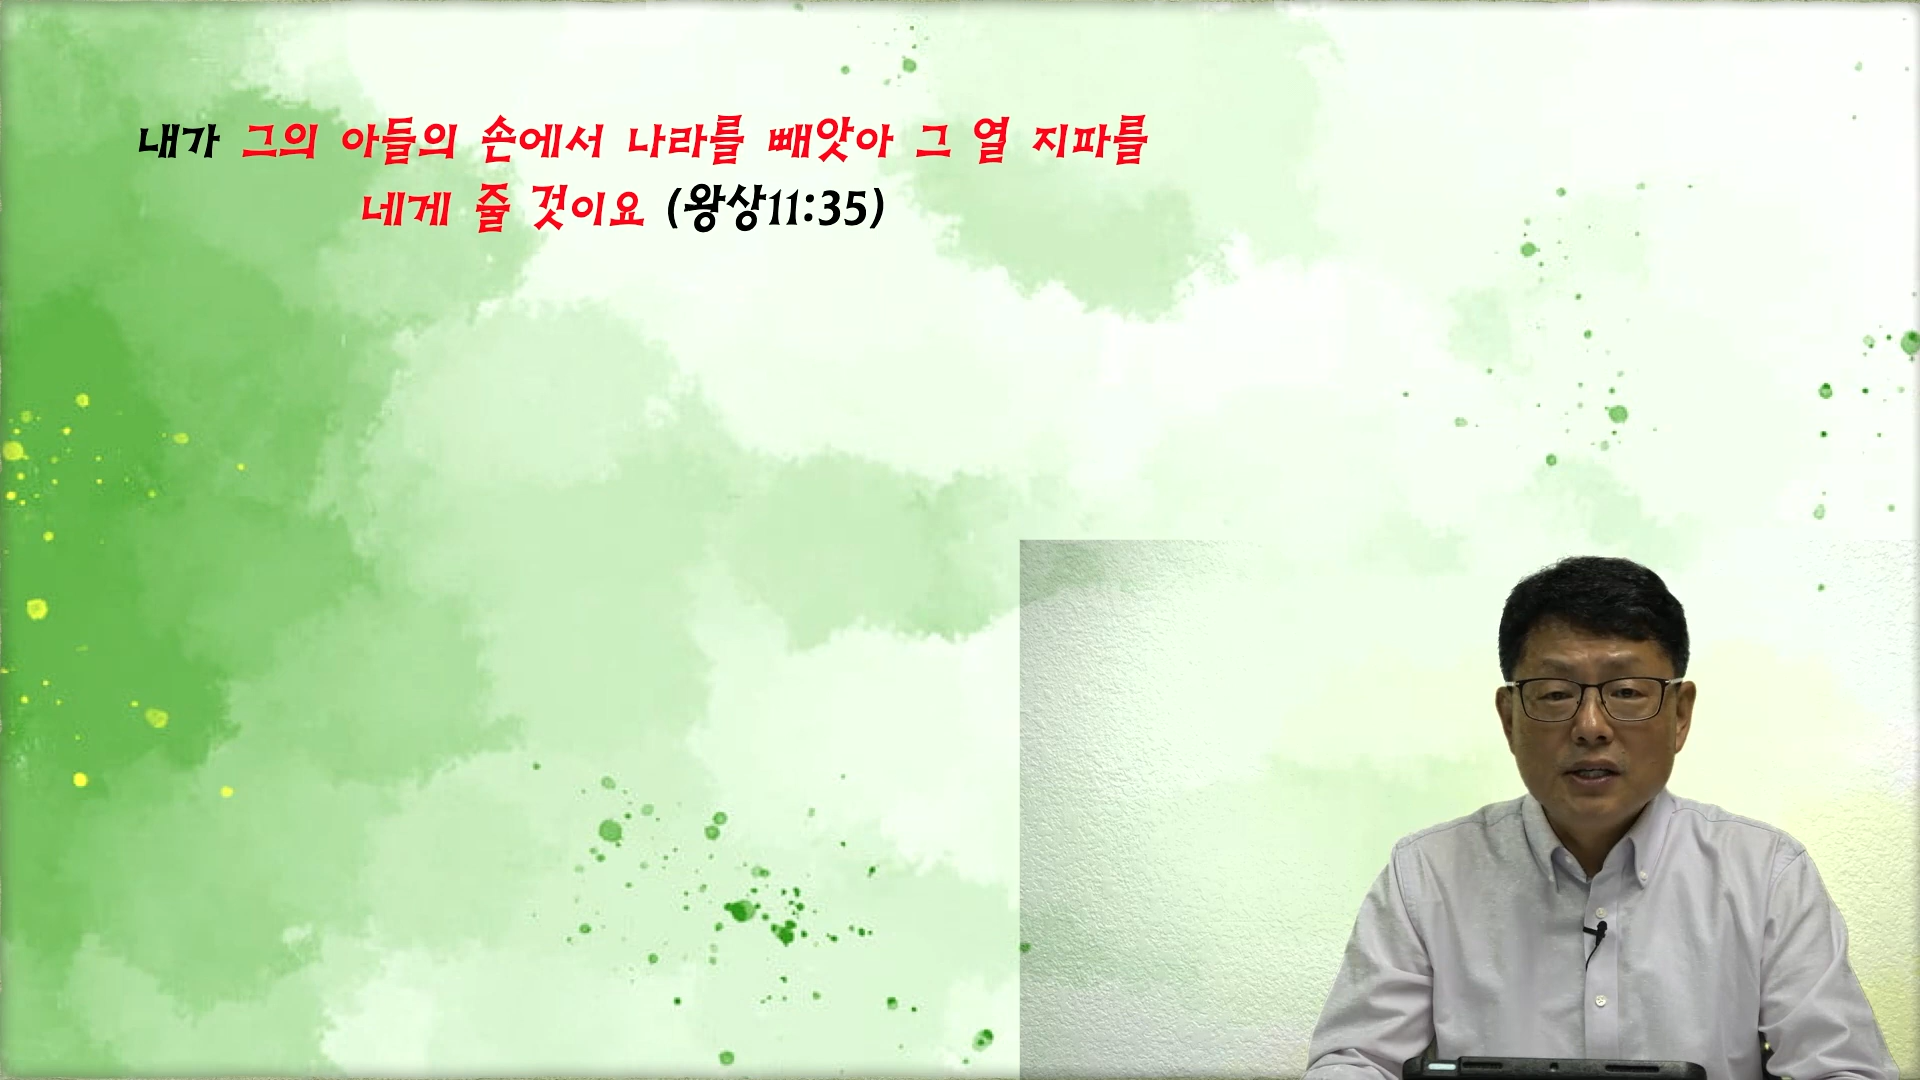 내가 그의 아들의 손에서 나라를 빼앗아 그 열 지파를
네게 줄 것이요 (왕상11:35)